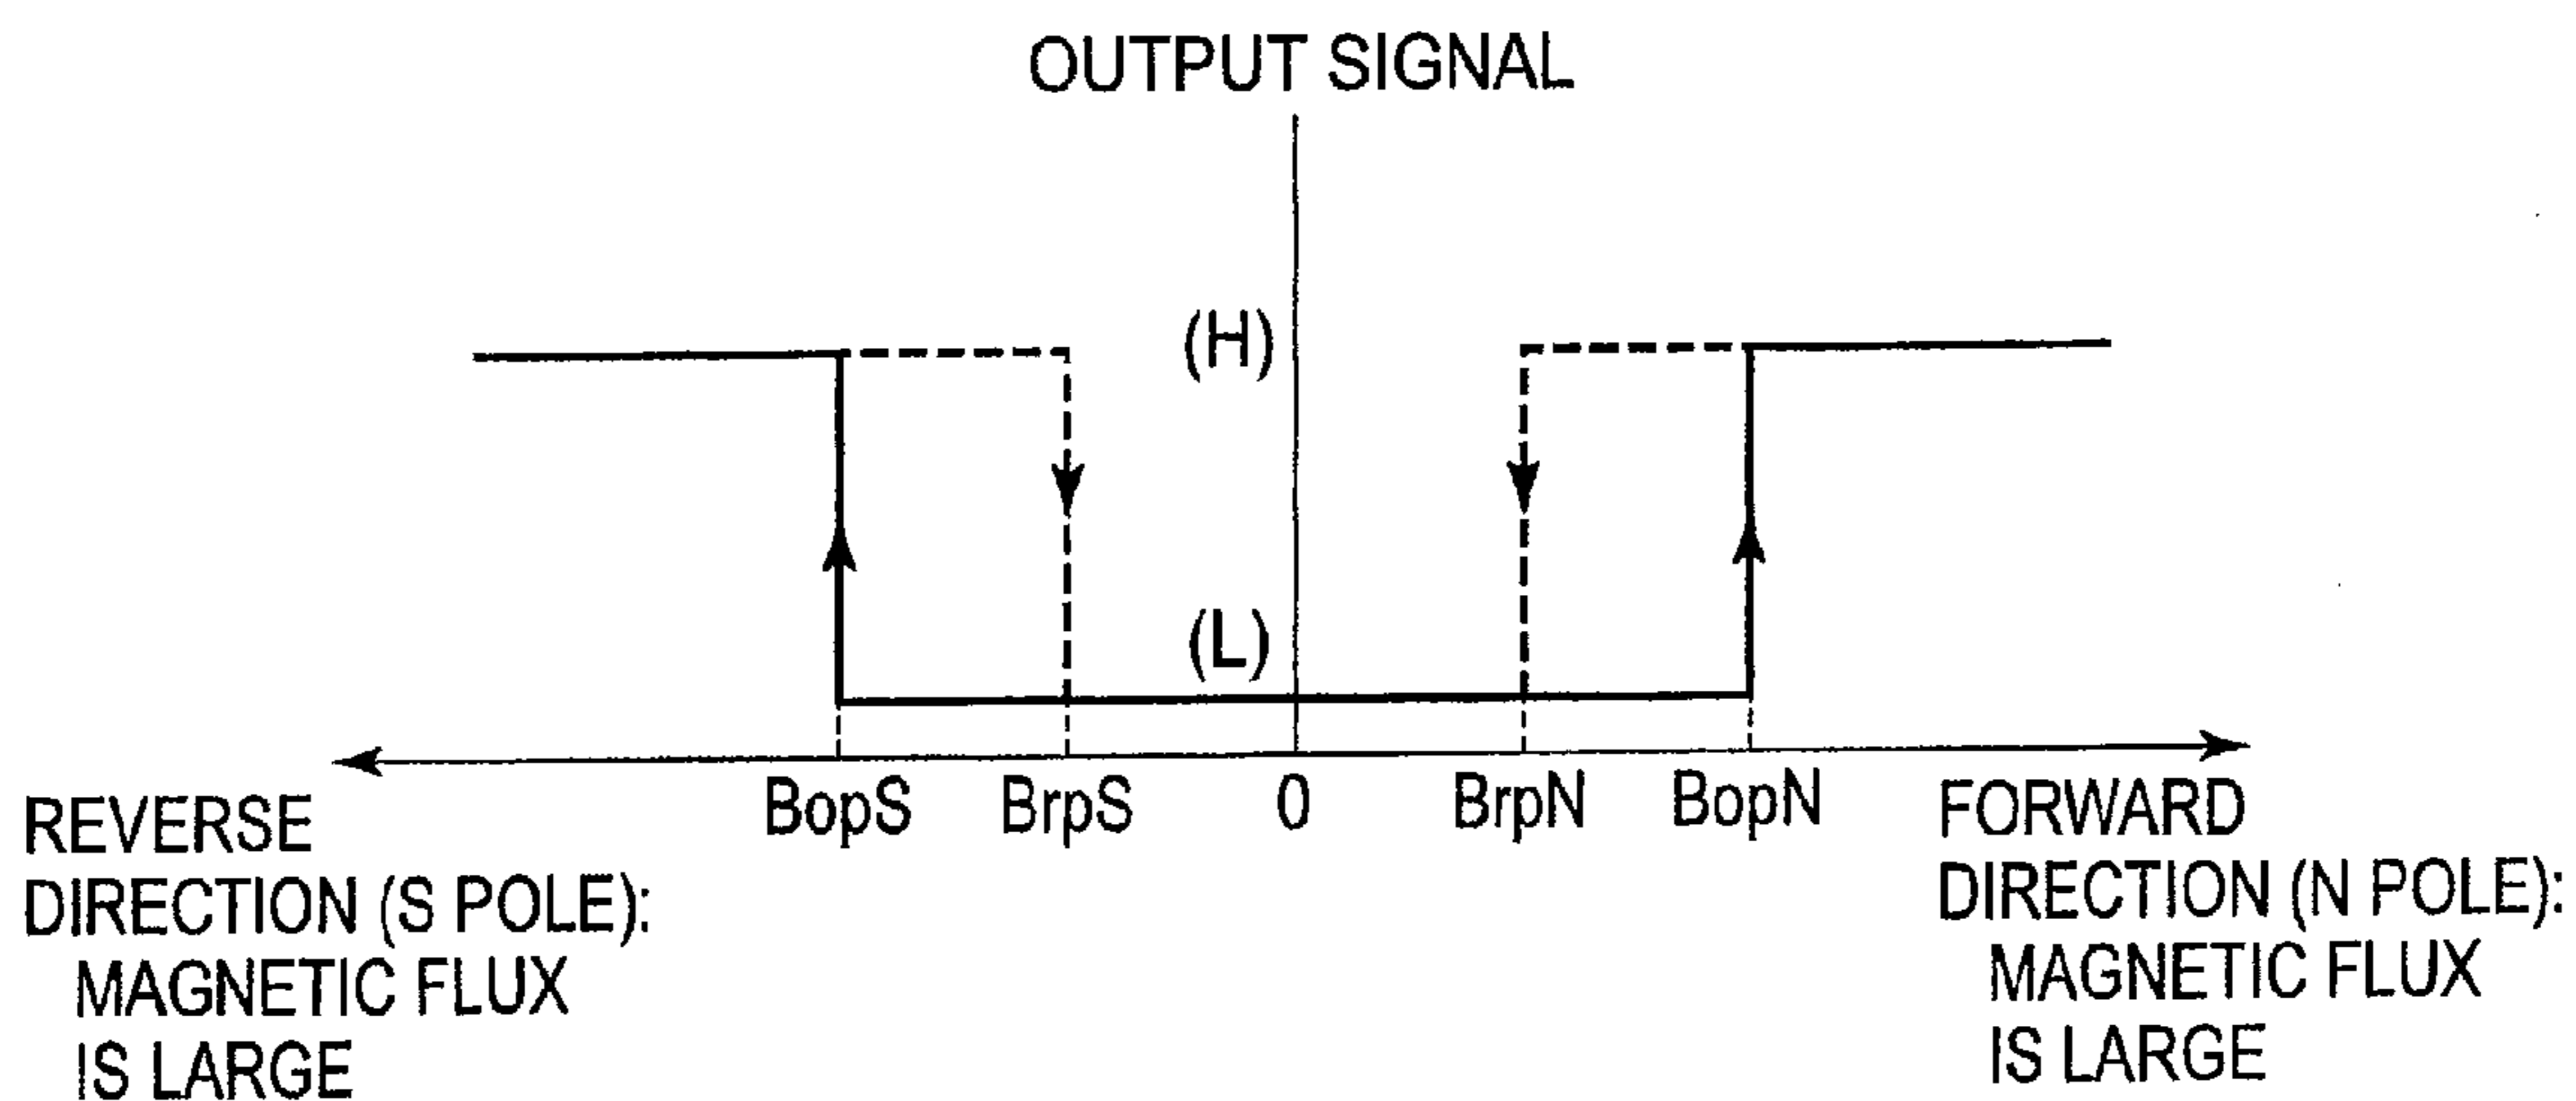 OUTPUT SIGNAL
(H)
(L)
BopS BrpS 0 BrpN BopN
REVERSE
DIRECTION (S POLE):
MAGNETIC FLUX
IS LARGE
FORWARD
DIRECTION (N POLE):
MAGNETIC FLUX
IS LARGE